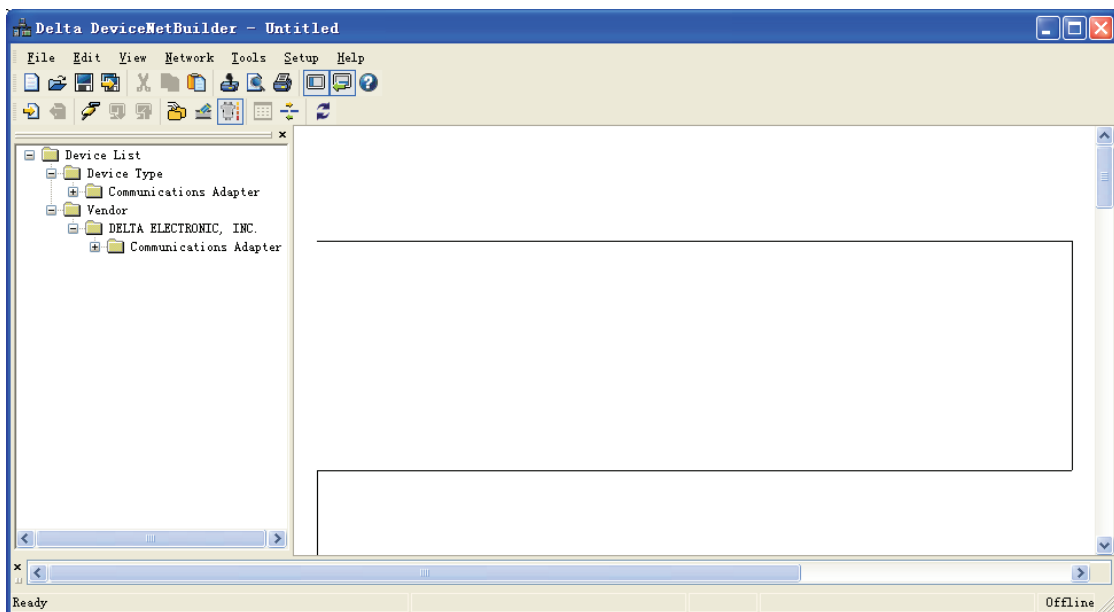 Delta DeviceNetBuilder - Untitled
File Edit View Network Tools Setup Help
Device List
Device Type
Communications Adapter
Vendor
DELTA ELECTRONIC, INC.
Communications Adapter
Ready Offline